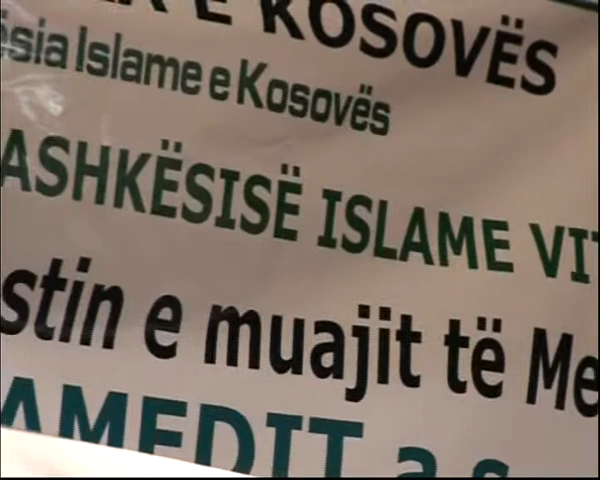 E KOSOVËS
ësia Islame e Kosovës
ASHKËSISË ISLAME VIT
stin e muajit të Me
AMEDIT a.s